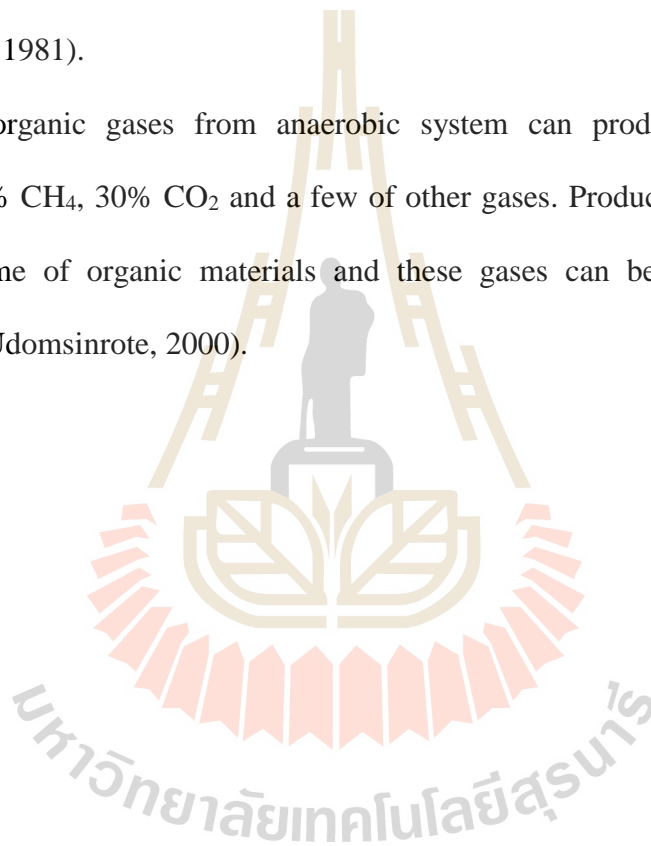 1981).
organic gases from anaerobic system can prod
% CH₄, 30% CO₂ and a few of other gases. Produc
me of organic materials and these gases can be
Udomsinrote, 2000).
มหาวิทยาลัยเทคโนโลยีสุรนารี